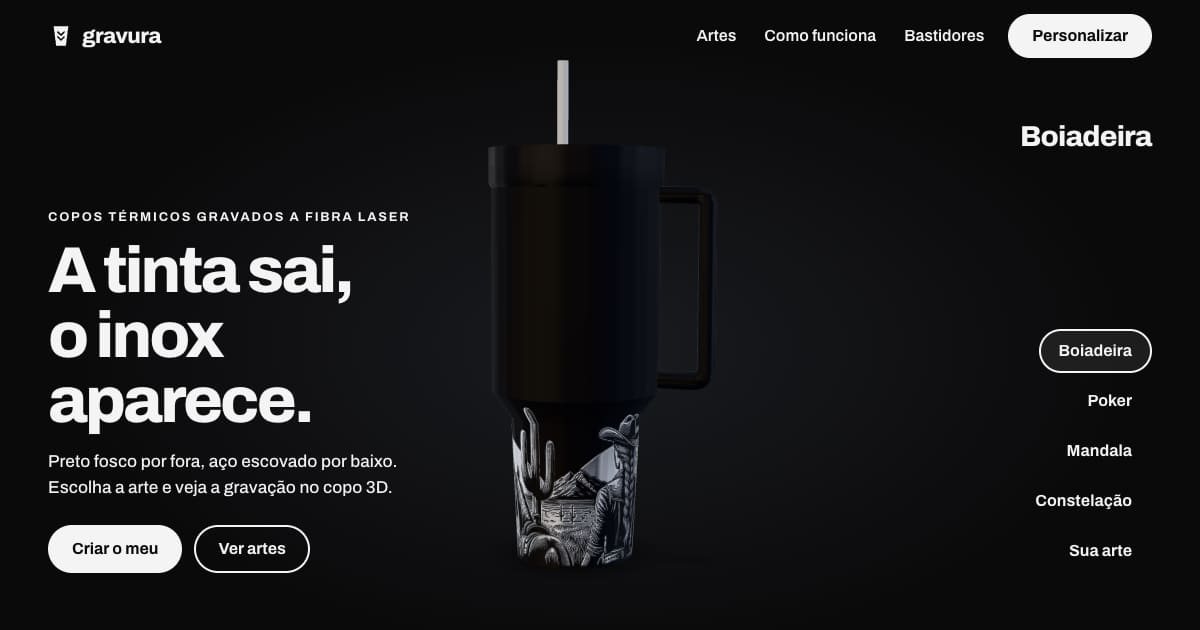 gravura
Artes
Como funciona
Bastidores
Personalizar
Boiadeira
COPOS TÉRMICOS GRAVADOS A FIBRA LASER
A tinta sai,
o inox
aparece.
Preto fosco por fora, aço escovado por baixo.
Escolha a arte e veja a gravação no copo 3D.
Criar o meu
Ver artes
Boiadeira
Poker
Mandala
Constelação
Sua arte